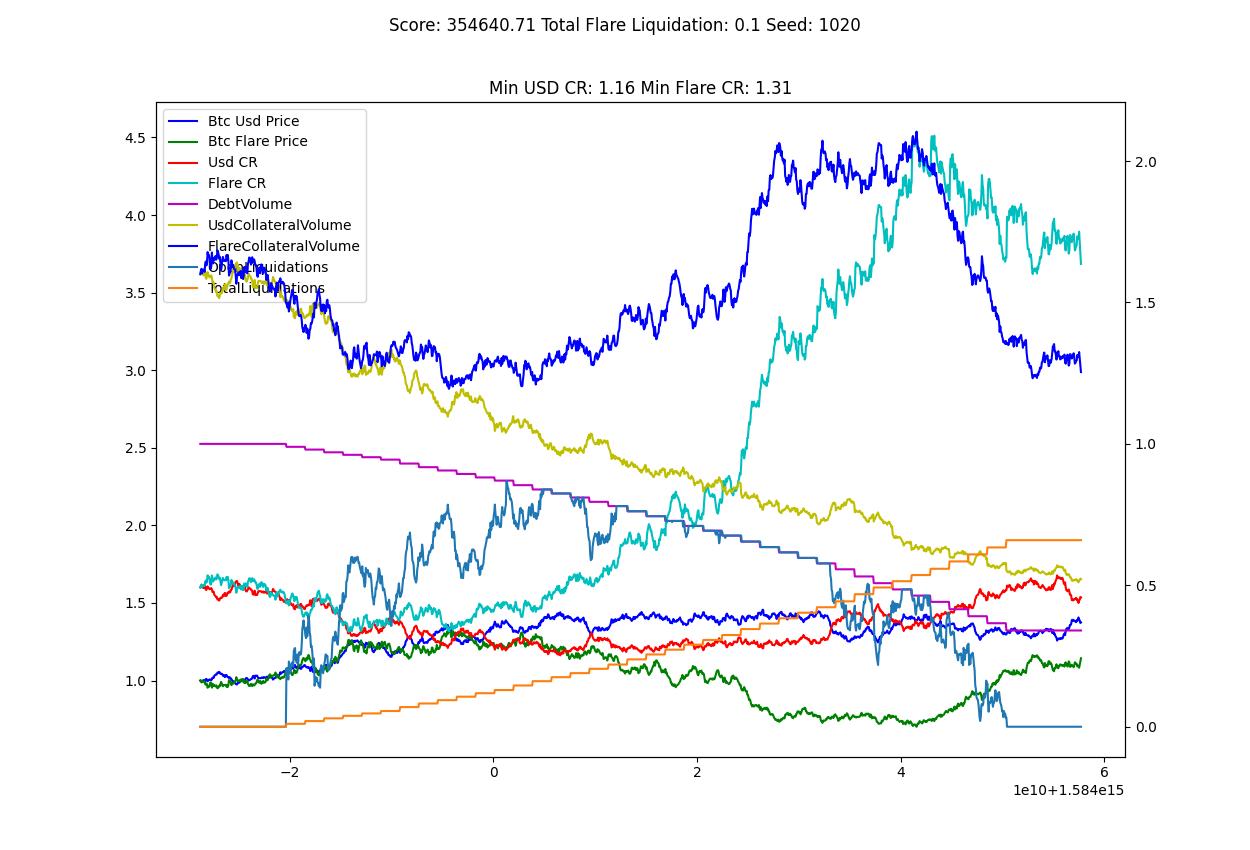 Score: 354640.71 Total Flare Liquidation: 0.1 Seed: 1020
Min USD CR: 1.16 Min Flare CR: 1.31
Btc Usd Price
Btc Flare Price
Usd CR
Flare CR
DebtVolume
UsdCollateralVolume
FlareCollateralVolume
TotalLiquidations
4.5
4.0
3.5
3.0
2.5
2.0
1.5
1.0
2.0
1.5
1.0
0.5
0.0
−2
0
2
4
6
1e10+1.584e15